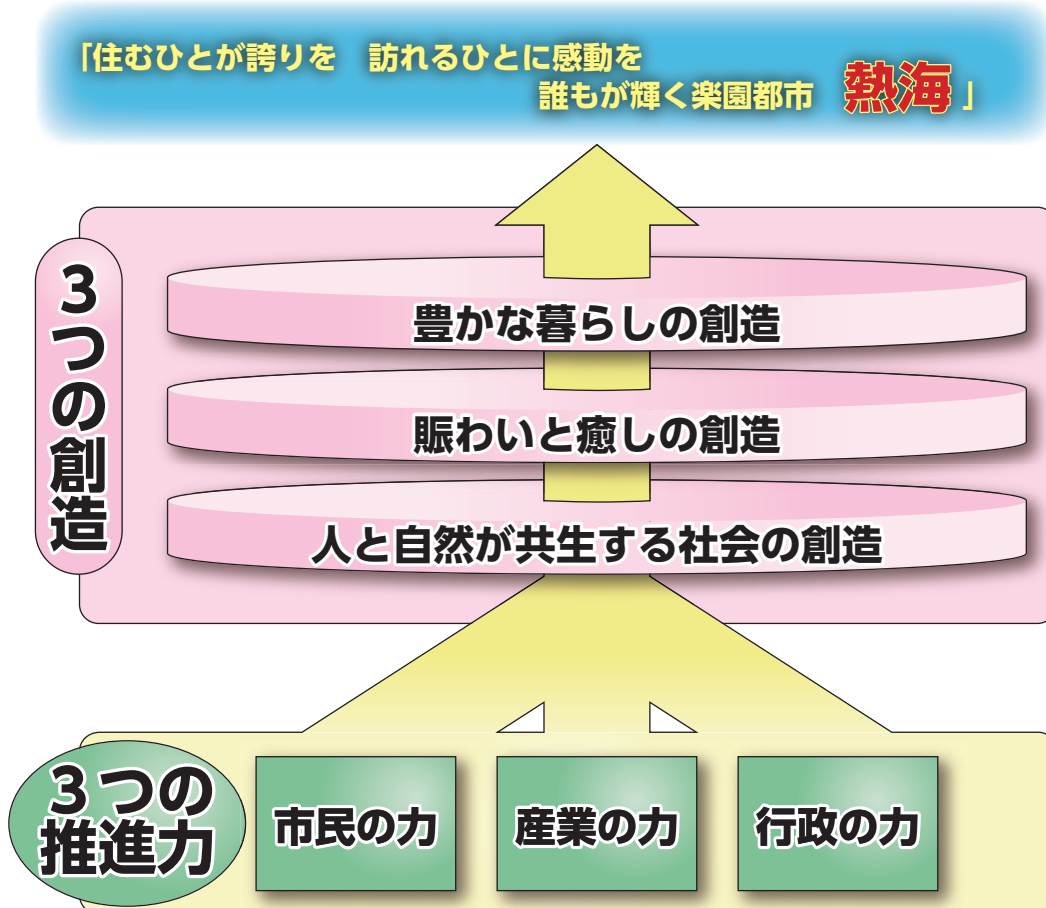 「住むひとが誇りを　訪れるひとに感動を
誰もが輝く楽園都市　熱海」
3つの創造
豊かな暮らしの創造
賑わいと癒しの創造
人と自然が共生する社会の創造
3つの
推進力
市民の力
産業の力
行政の力